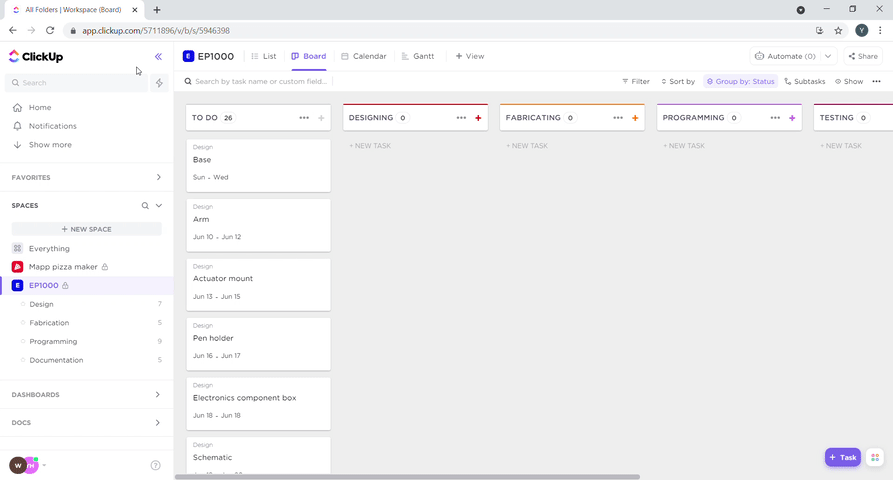 All Folders | Workspace (Board)
app.clickup.com/5711896/v/b/s/5946398
Y
ClickUp
E EP1000
List
Board
Calendar
Gantt
+ View
Automate (0)
Share
Search
Search by task name or custom field...
Filter
Sort by
Group by: Status
Subtasks
Show
Home
Notifications
Show more
FAVORITES
SPACES
+ NEW SPACE
Everything
Mapp pizza maker
E EP1000
Design 7
Fabrication 5
Programming 9
Documentation 5
DASHBOARDS
DOCS
W YH
TO DO 26
Design
Base
Sun - Wed
Design
Arm
Jun 10 - Jun 12
Design
Actuator mount
Jun 13 - Jun 15
Design
Pen holder
Jun 16 - Jun 17
Design
Electronics component box
Jun 18 - Jun 18
Design
Schematic
DESIGNING 0
+ NEW TASK
FABRICATING 0
+ NEW TASK
PROGRAMMING 0
+ NEW TASK
TESTING 0
+ NEW TASK
+ Task